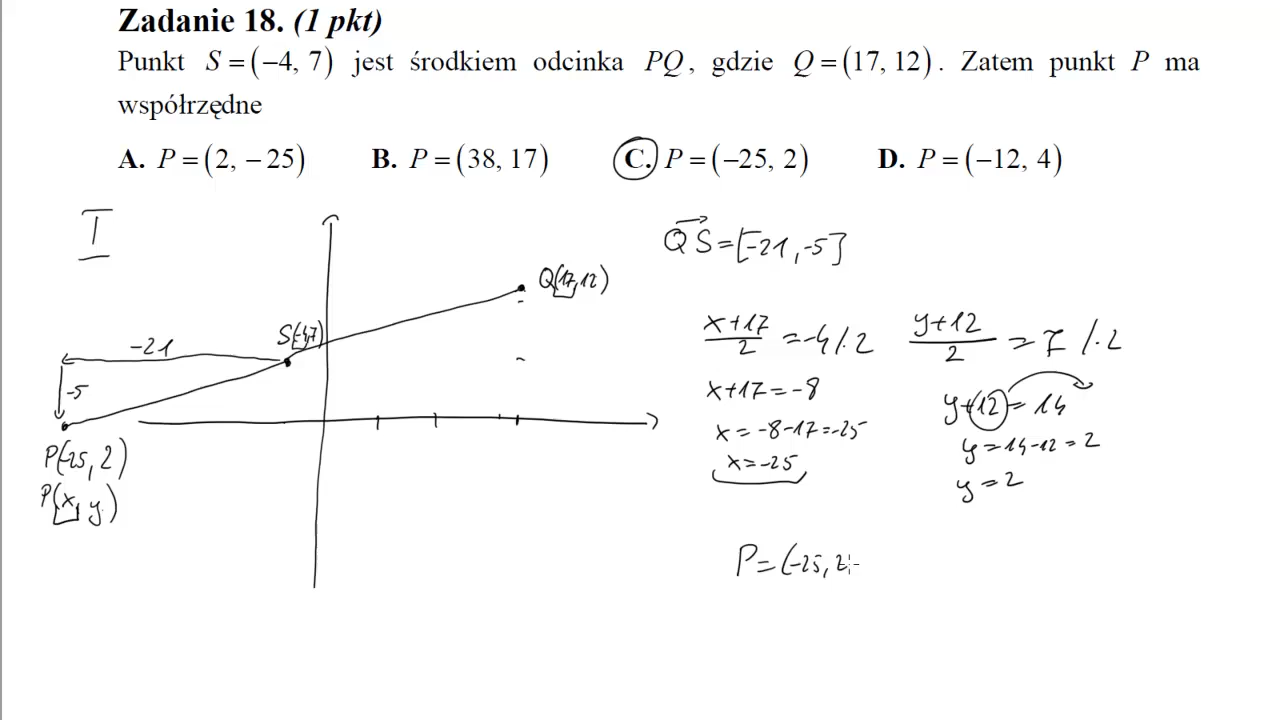 Zadanie 18. (1 pkt)
Punkt S = (−4, 7) jest środkiem odcinka PQ, gdzie Q = (17, 12). Zatem punkt P ma
współrzędne
A. P = (2, −25) B. P = (38, 17) C. P = (−25, 2) D. P = (−12, 4)
I
QS = [-21, -5]
Q(17, 12)
S(-4,7)
-21
-5
P(-25, 2)
P(x, y)
x+17/2 = -4 /·2
x+17 = -8
x = -8-17 = -25
x = -25
y+12/2 = 7 /·2
y+12 = 14
y = 14-12 = 2
y = 2
P = (-25, 2